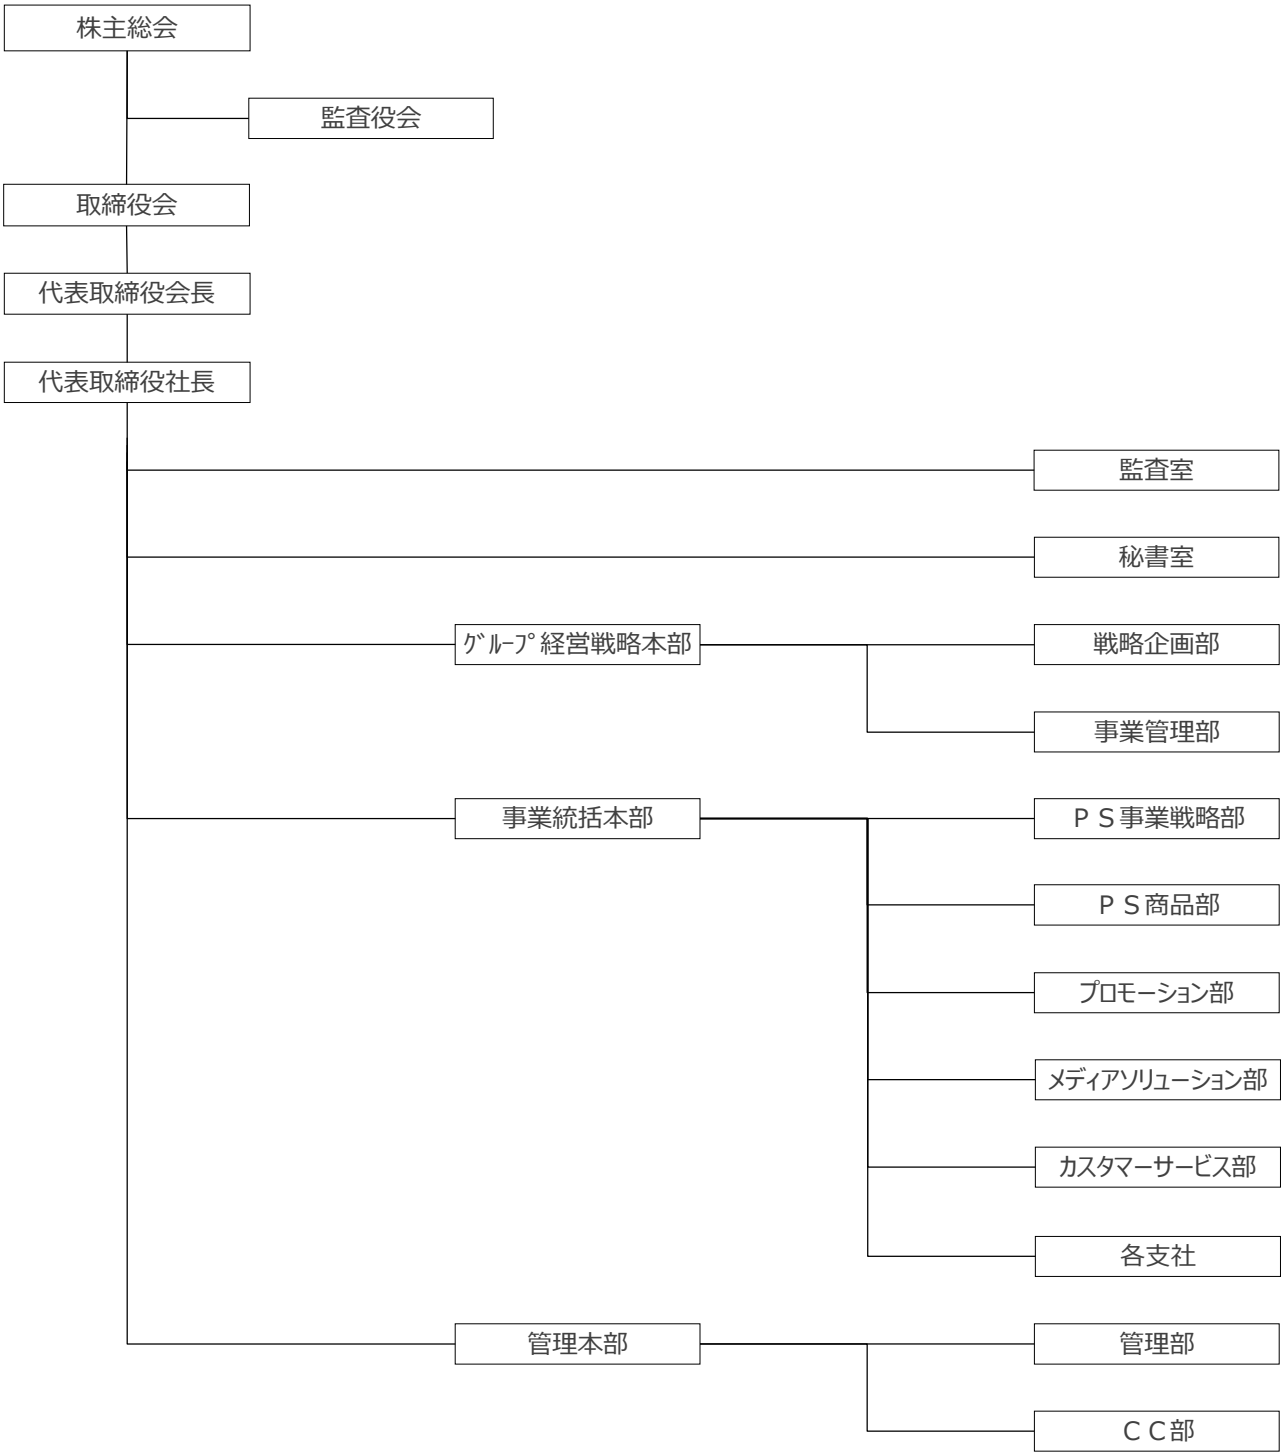 株主総会
監査役会
取締役会
代表取締役会長
代表取締役社長
監査室
秘書室
ｸﾞﾙｰﾌﾟ経営戦略本部
戦略企画部
事業管理部
事業統括本部
ＰＳ事業戦略部
ＰＳ商品部
プロモーション部
メディアソリューション部
カスタマーサービス部
各支社
管理本部
管理部
ＣＣ部